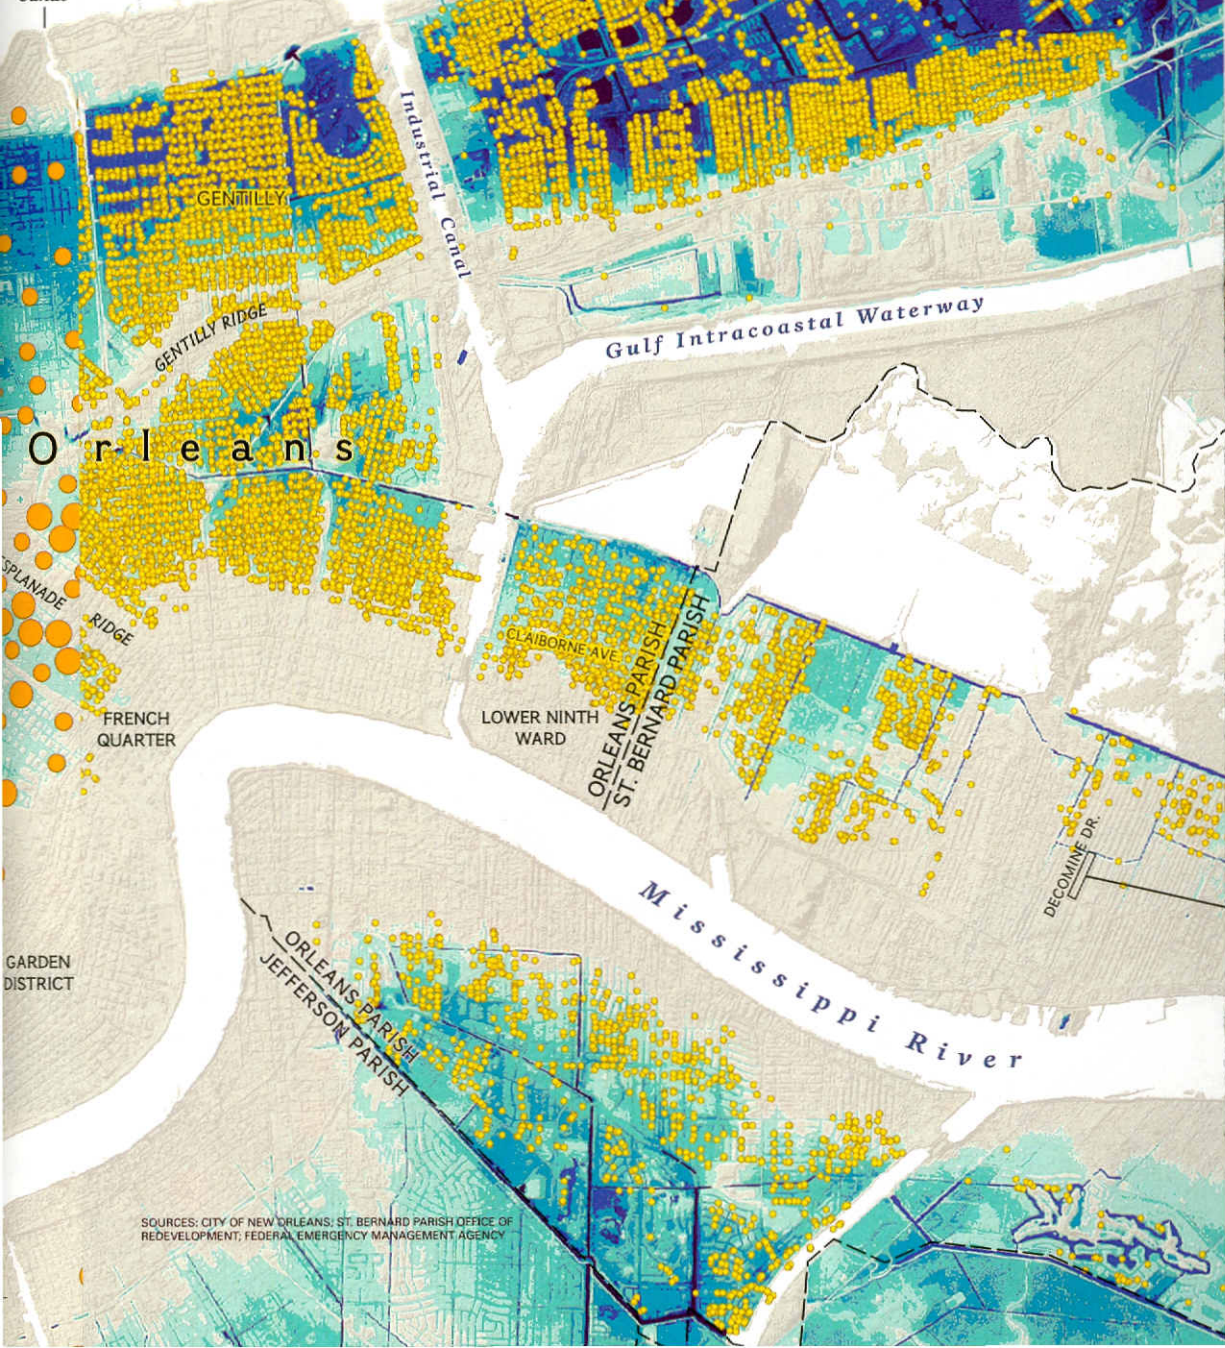 GENTILLY
Industrial Canal
GENTILLY RIDGE
Gulf Intracoastal Waterway
Orleans
ESPLANADE
RIDGE
CLAIBORNE AVE.
ORLEANS PARISH
ST. BERNARD PARISH
FRENCH
QUARTER
LOWER NINTH
WARD
DECOMINE DR.
Mississippi River
GARDEN
DISTRICT
ORLEANS PARISH
JEFFERSON PARISH
SOURCES: CITY OF NEW ORLEANS; ST. BERNARD PARISH OFFICE OF
REDEVELOPMENT; FEDERAL EMERGENCY MANAGEMENT AGENCY